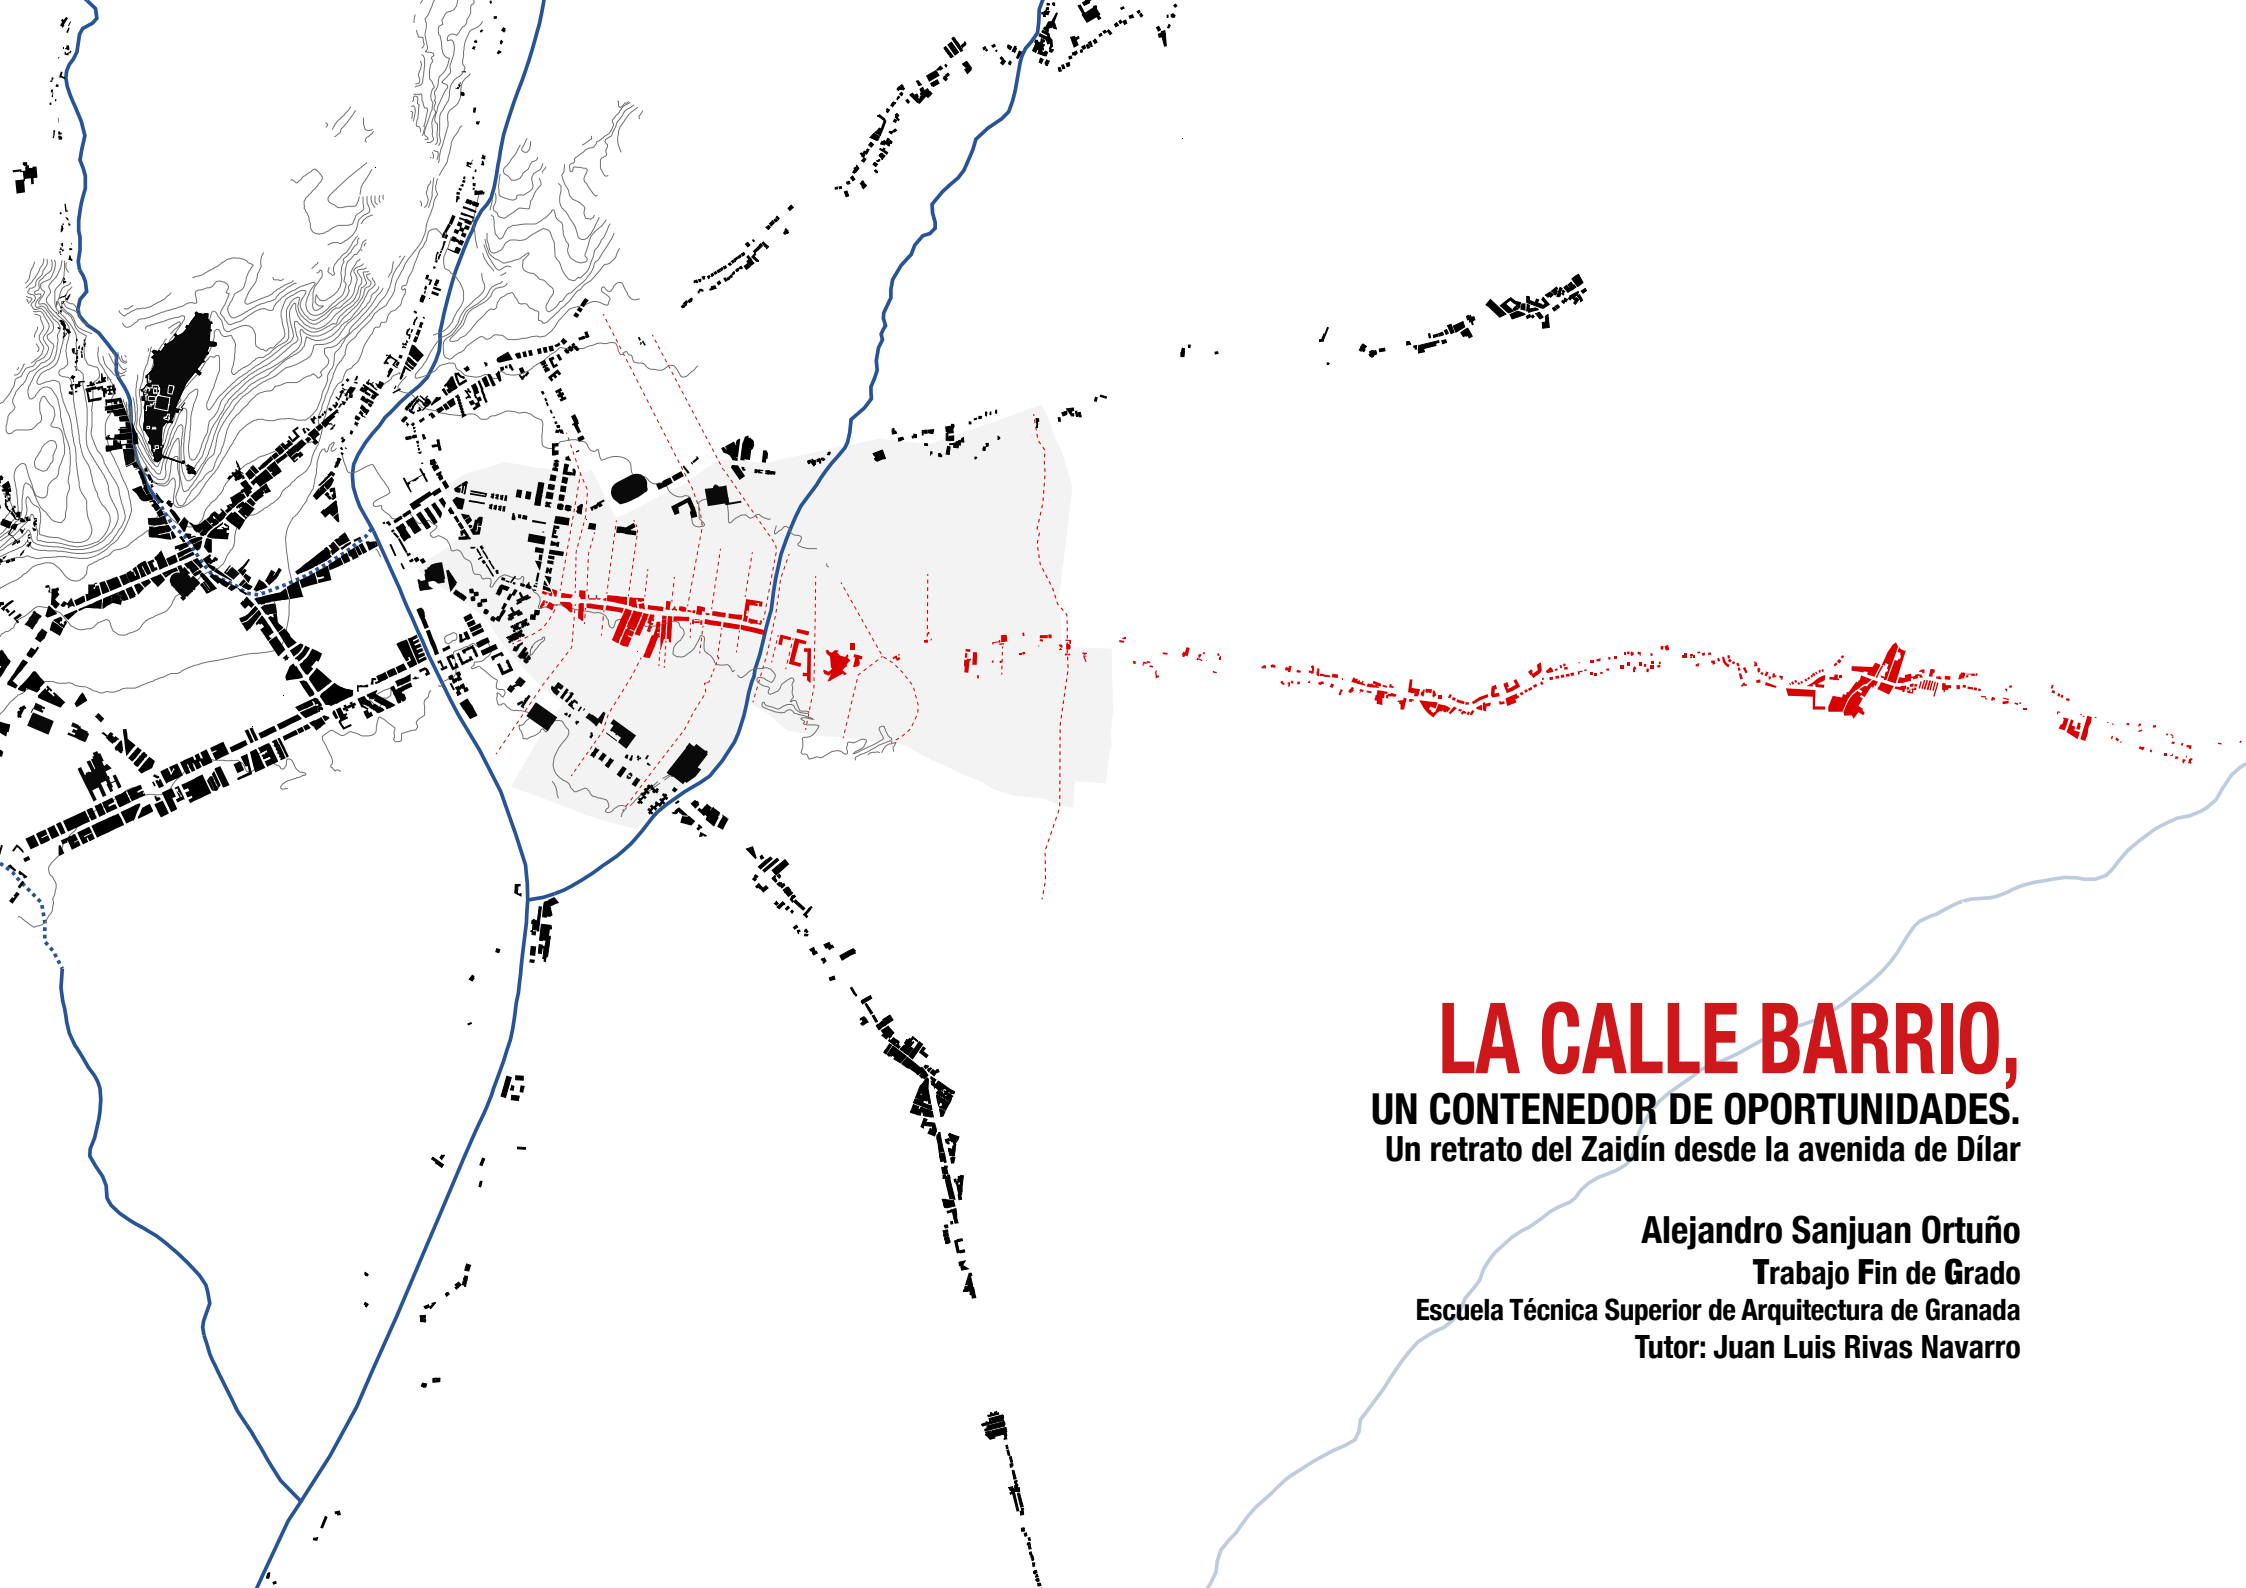 LA CALLE BARRIO,
UN CONTENEDOR DE OPORTUNIDADES.
Un retrato del Zaidín desde la avenida de Dílar
Alejandro Sanjuan Ortuño
Trabajo Fin de Grado
Escuela Técnica Superior de Arquitectura de Granada
Tutor: Juan Luis Rivas Navarro